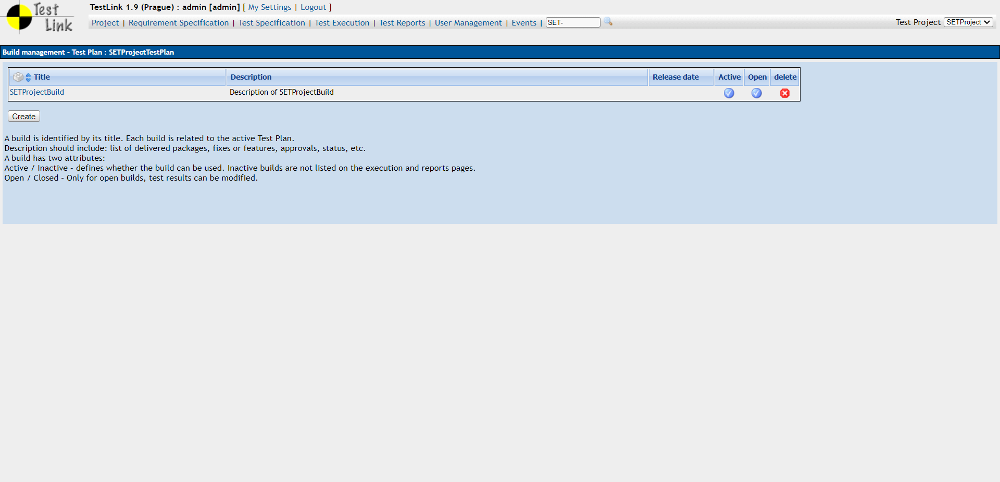 Test Link
TestLink 1.9 (Prague) : admin [admin] [ My Settings | Logout ]
Project | Requirement Specification | Test Specification | Test Execution | Test Reports | User Management | Events | SET- Test Project SETProject
Build management - Test Plan : SETProjectTestPlan
Title Description Release date Active Open delete
SETProjectBuild Description of SETProjectBuild
Create
A build is identified by its title. Each build is related to the active Test Plan.
Description should include: list of delivered packages, fixes or features, approvals, status, etc.
A build has two attributes:
Active / Inactive - defines whether the build can be used. Inactive builds are not listed on the execution and reports pages.
Open / Closed - Only for open builds, test results can be modified.